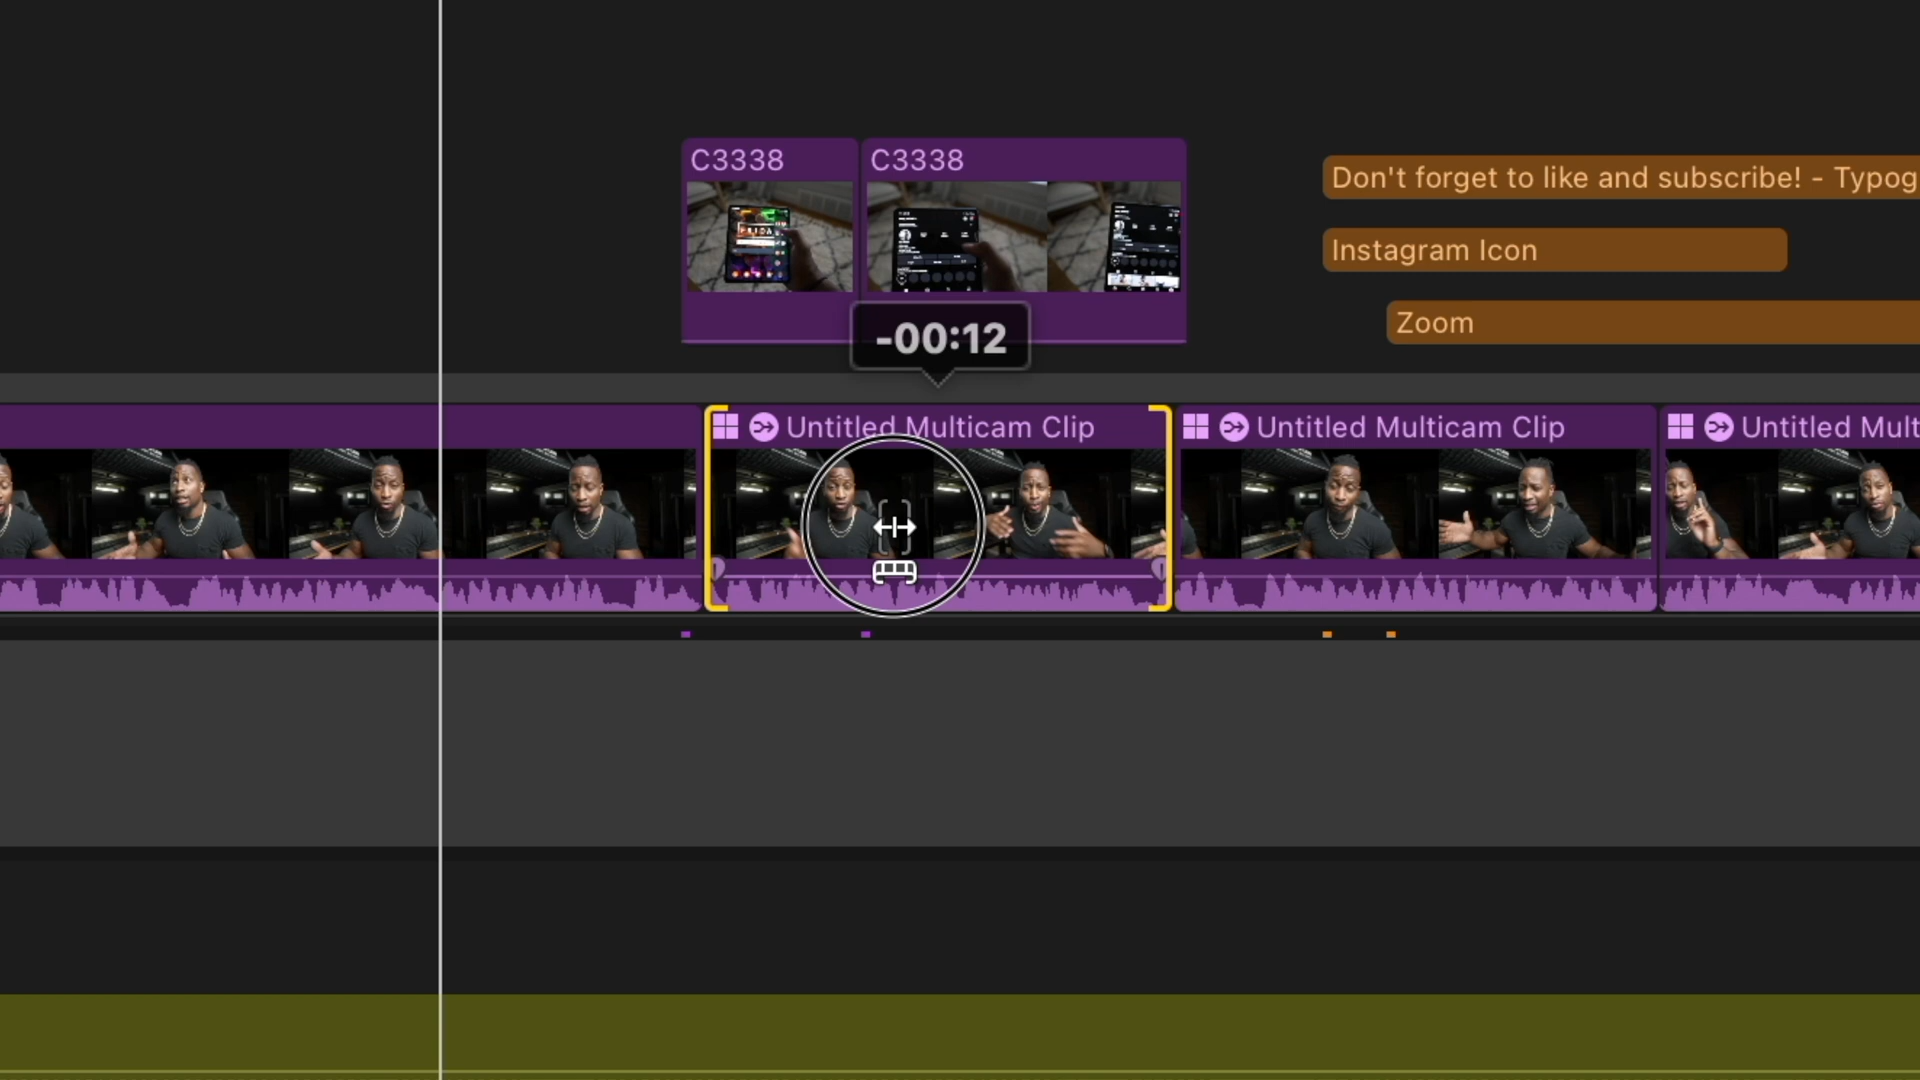 C3338
C3338
Don't forget to like and subscribe! - Typog
Instagram Icon
Zoom
-00:12
Untitled Multicam Clip
Untitled Multicam Clip
Untitled Mult